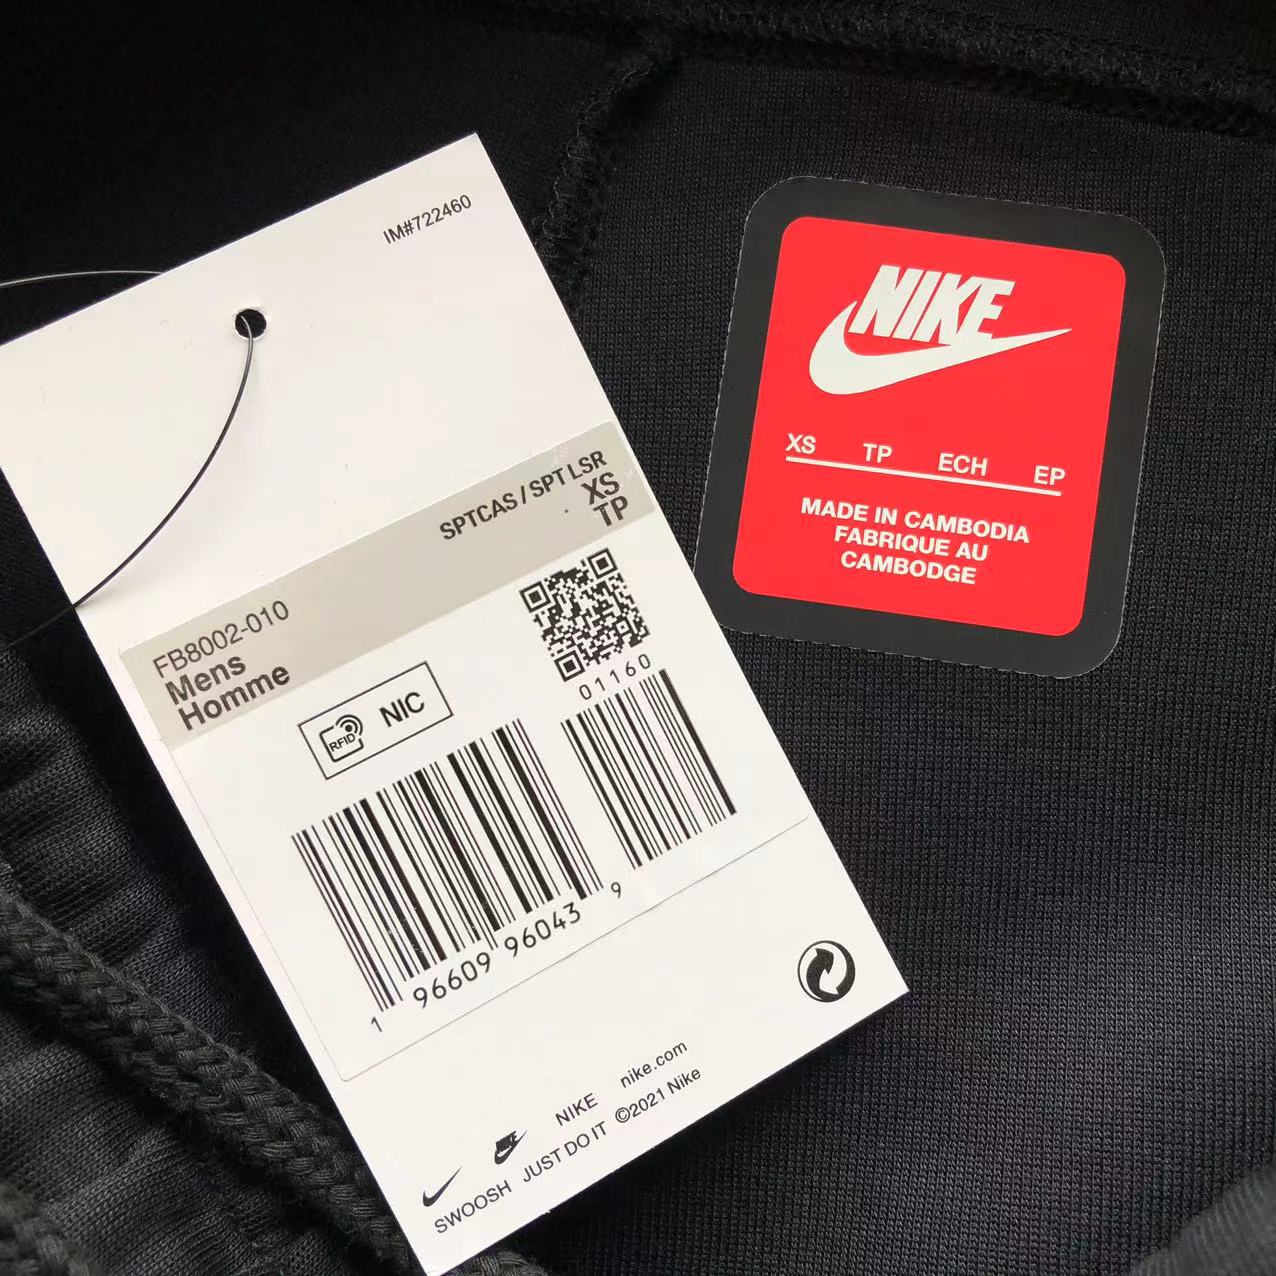 IM#722460
SPTCAS / SPT LSR
XS
TP
FB8002-010
Mens
Homme
RFID
NIC
01160
1 96609 96043 9
NIKE nike.com
SWOOSH JUST DO IT ©2021 Nike
NIKE
XS TP ECH EP
MADE IN CAMBODIA
FABRIQUE AU
CAMBODGE